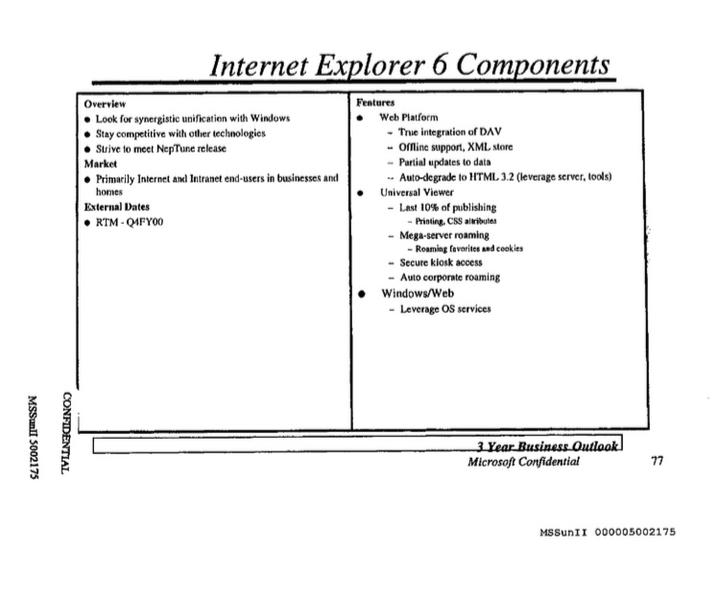 Internet Explorer 6 Components
Overview
● Look for synergistic unification with Windows
● Stay competitive with other technologies
● Strive to meet NepTune release
Market
● Primarily Internet and Intranet end-users in businesses and
homes
External Dates
● RTM - Q4FY00
Features
● Web Platform
– True integration of DAV
– Offline support, XML store
– Partial updates to data
-- Auto-degrade to HTML 3.2 (leverage server, tools)
● Universal Viewer
– Last 10% of publishing
– Printing, CSS attributes
– Mega-server roaming
– Roaming favorites and cookies
– Secure kiosk access
– Auto corporate roaming
● Windows/Web
– Leverage OS services
CONFIDENTIAL
MSSunII 5002175
3 Year Business Outlook
Microsoft Confidential
77
MSSunII 000005002175